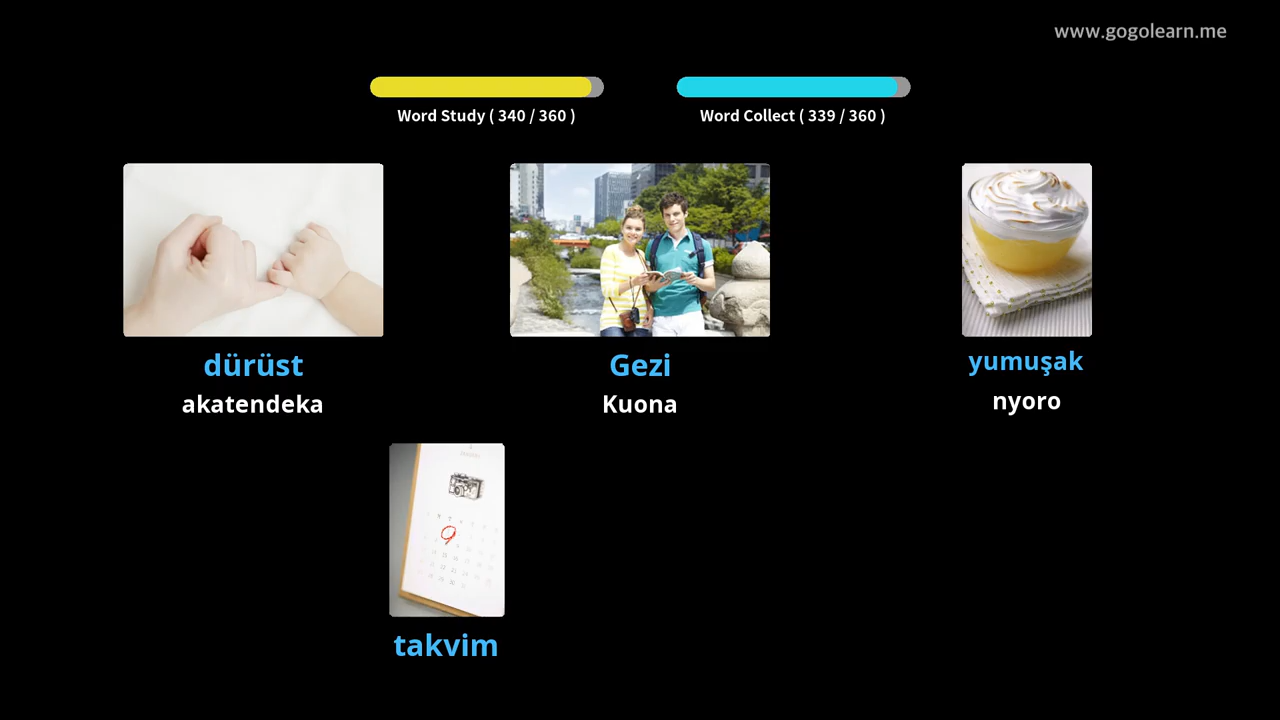 www.gogolearn.me
Word Study ( 340 / 360 )
Word Collect ( 339 / 360 )
dürüst
akatendeka
Gezi
Kuona
yumuşak
nyoro
takvim